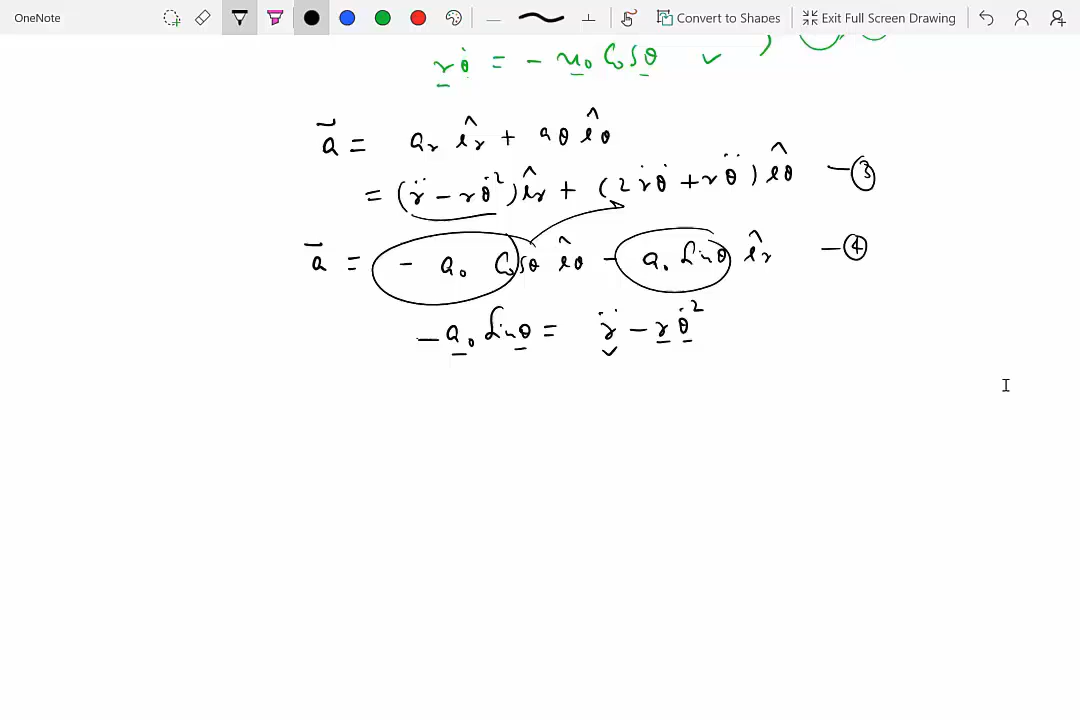 OneNote
Convert to Shapes
Exit Full Screen Drawing
rθ̇ = - u₀ Cosθ ✓
a⃗ = aᵣ êᵣ + aθ êθ
= (r̈ - rθ̇²) êᵣ + (2ṙθ̇ + rθ̈) êθ —③
a⃗ = - a₀ Cosθ êθ - a₀ Sinθ êᵣ —④
- a₀ Sinθ = r̈ - rθ̇²